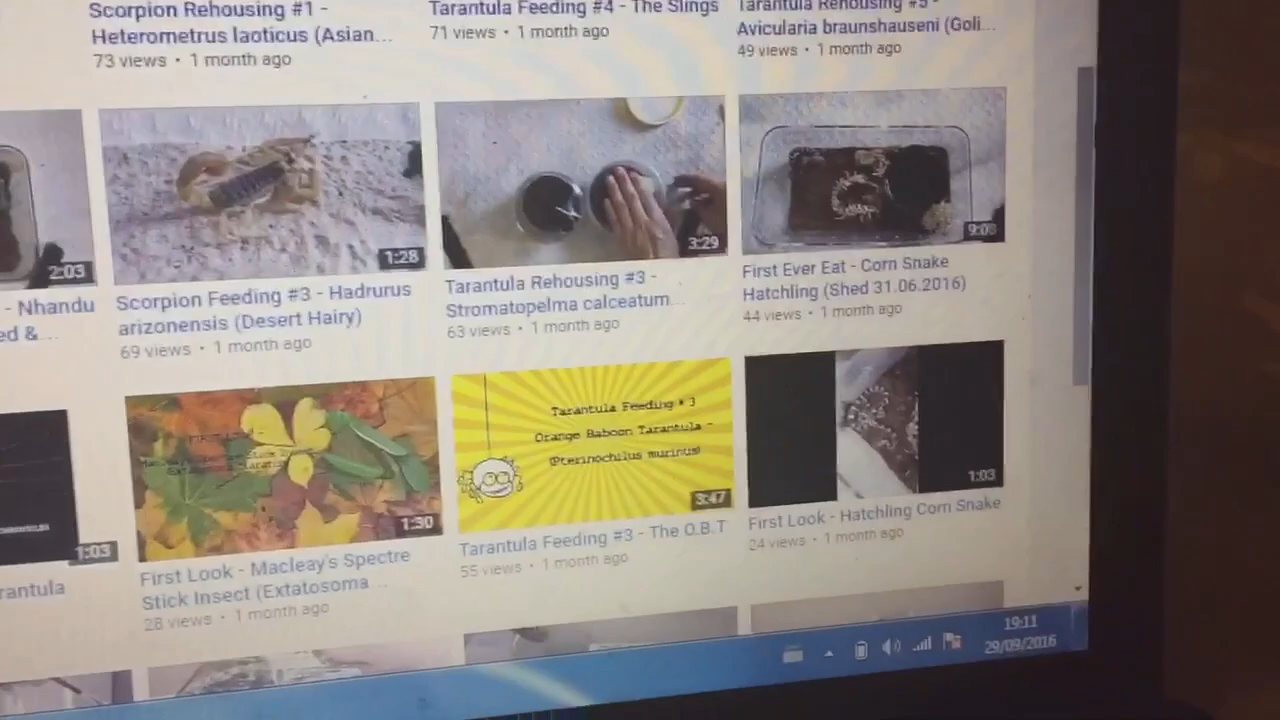 Scorpion Rehousing #1 -
Heterometrus laoticus (Asian...
73 views • 1 month ago
Tarantula Feeding #4 - The Slings
71 views • 1 month ago
Tarantula Rehousing #5 -
Avicularia braunshauseni (Goli...
49 views • 1 month ago
2:03
- Nhandu
ed &...
1:28
Scorpion Feeding #3 - Hadrurus
arizonensis (Desert Hairy)
69 views • 1 month ago
3:29
Tarantula Rehousing #3 -
Stromatopelma calceatum...
63 views • 1 month ago
9:00
First Ever Eat - Corn Snake
Hatchling (Shed 31.06.2016)
44 views • 1 month ago
1:03
rantula
1:30
First Look - Macleay's Spectre
Stick Insect (Extatosoma...
28 views • 1 month ago
Tarantula Feeding # 3
Orange Baboon Tarantula -
(Pterinochilus murinus)
3:47
Tarantula Feeding #3 - The O.B.T
55 views • 1 month ago
1:03
First Look - Hatchling Corn Snake
24 views • 1 month ago
19:11
29/09/2016